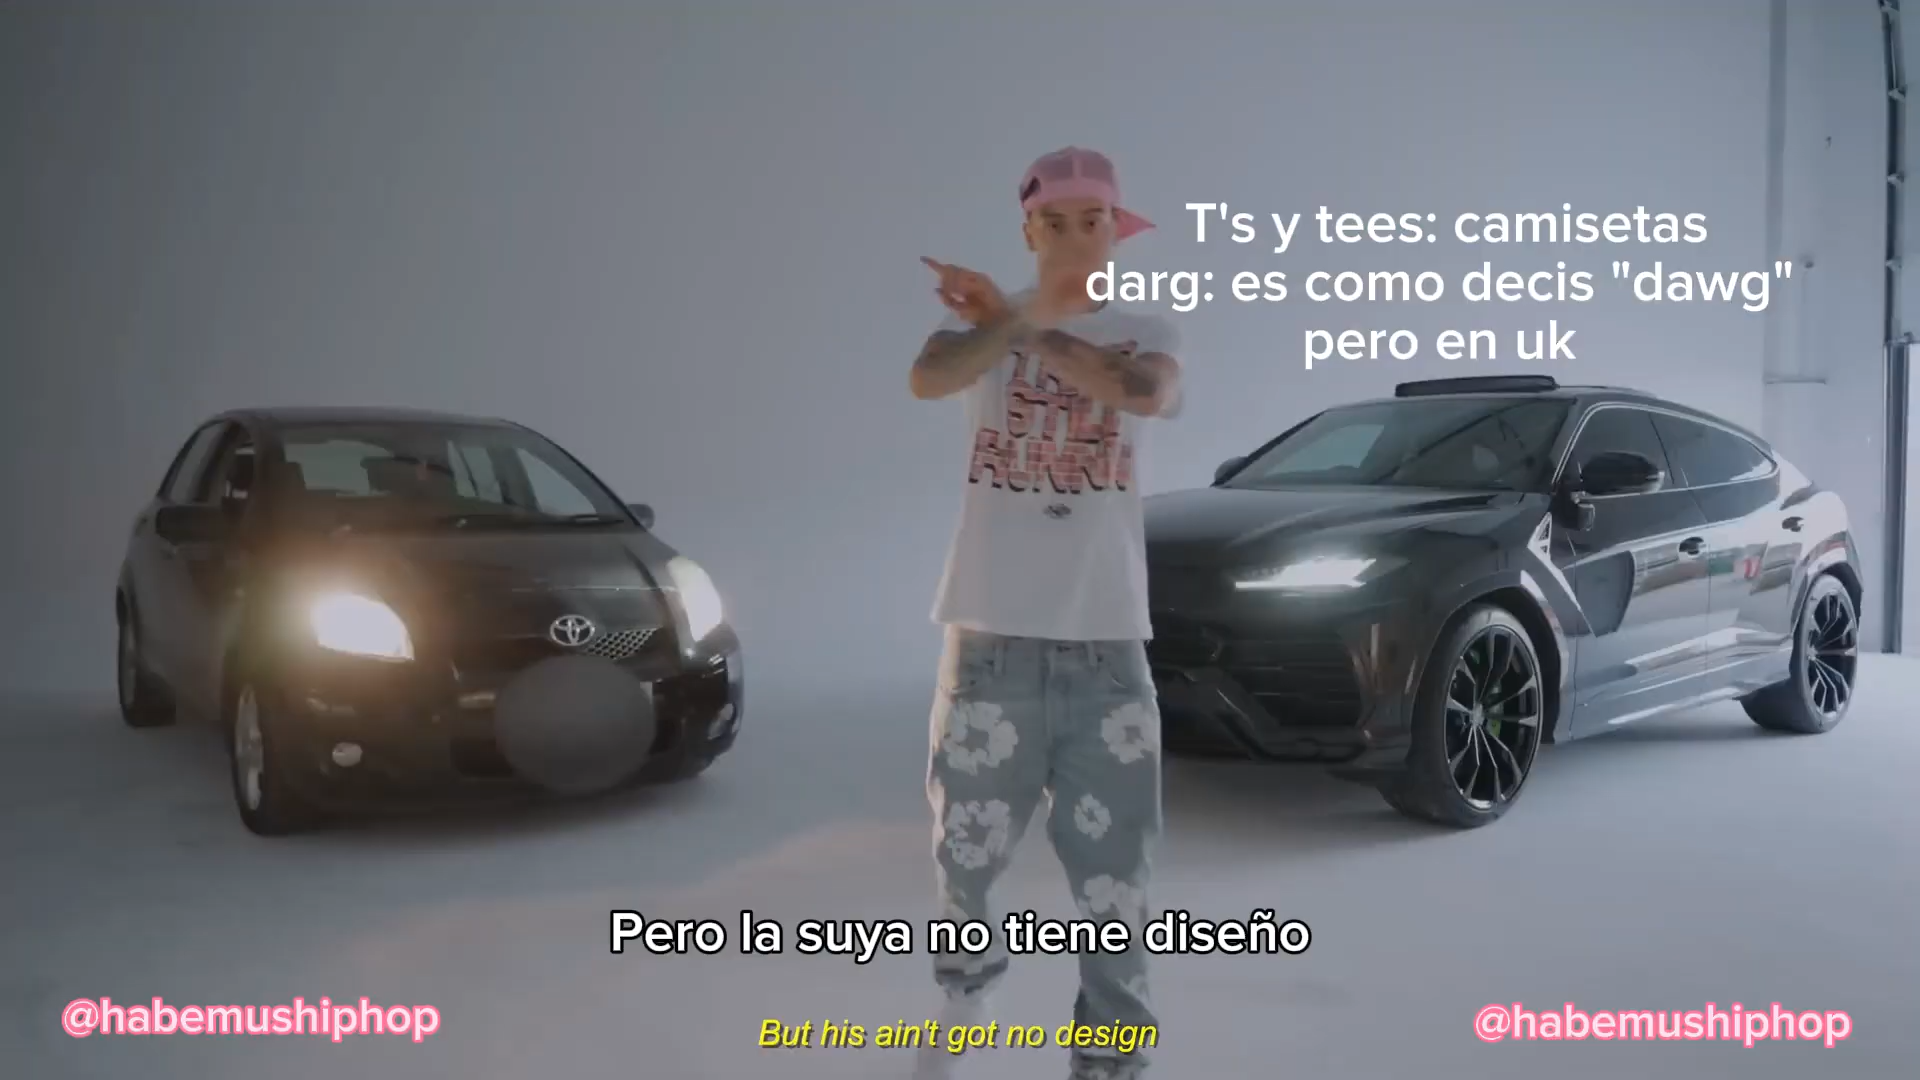 T's y tees: camisetas
darg: es como decis "dawg"
pero en uk
STILL
Pero la suya no tiene diseño
But his ain't got no design
@habemushiphop
@habemushiphop